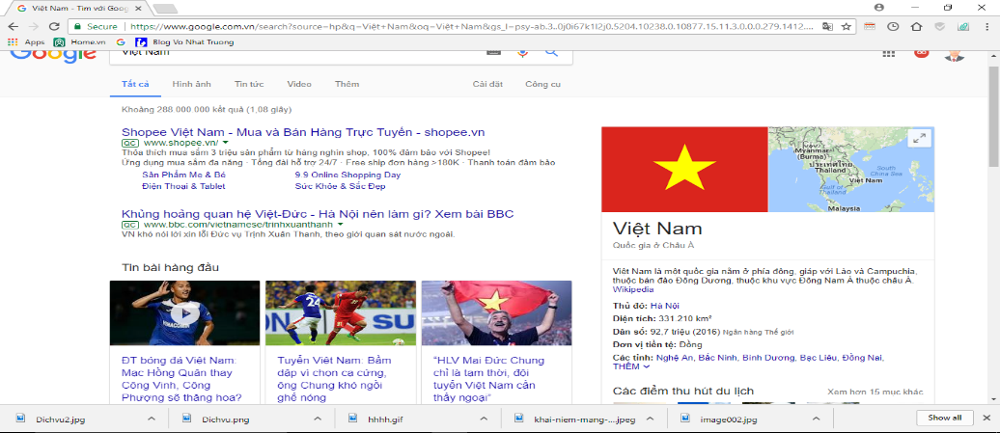 Việt Nam - Tìm với Goog
Secure https://www.google.com.vn/search?source=hp&q=Việt+Nam&oq=Việt+Nam&gs_l=psy-ab.3..0j0i67k1l2j0.5204.10238.0.10877.15.11.3.0.0.0.279.1412....
Apps Home.vn Blog Vo Nhat Truong
Google Việt Nam
Tất cả Hình ảnh Tin tức Video Thêm Cài đặt Công cụ
Khoảng 288.000.000 kết quả (1,08 giây)
Shopee Việt Nam - Mua và Bán Hàng Trực Tuyến - shopee.vn
QC www.shopee.vn/
Thỏa thích mua sắm 3 triệu sản phẩm từ hàng nghìn shop. 100% đảm bảo với Shopee!
Ứng dụng mua sắm đa năng · Tổng đài hỗ trợ 24/7 · Free ship đơn hàng >180K · Thanh toán đảm bảo
Sản Phẩm Mẹ & Bé 9.9 Online Shopping Day
Điện Thoại & Tablet Sức Khỏe & Sắc Đẹp
Khủng hoảng quan hệ Việt-Đức - Hà Nội nên làm gì? Xem bài BBC
QC www.bbc.com/vietnamese/trinhxuanthanh
VN khó nói lời xin lỗi Đức vụ Trịnh Xuân Thanh, theo giới quan sát nước ngoài.
Tin bài hàng đầu
ĐT bóng đá Việt Nam:
Mạc Hồng Quân thay
Công Vinh, Công
Phượng sẽ thăng hoa?
24
SUZUKI
Tuyển Việt Nam: Bấm
dập vì chọn ca cứng,
ông Chung khó ngồi
ghế nóng
"HLV Mai Đức Chung
chỉ là tạm thời, đội
tuyển Việt Nam cần
thầy ngoại"
Myanmar
(Burma)
ประเทศไทย
Thailand
Việt Nam
South
China Sea
Gulf of
Thailand
Malaysia
Việt Nam
Quốc gia ở Châu Á
Việt Nam là một quốc gia nằm ở phía đông, giáp với Lào và Campuchia,
thuộc bán đảo Đông Dương, thuộc khu vực Đông Nam Á thuộc châu Á.
Wikipedia
Thủ đô: Hà Nội
Diện tích: 331.210 km²
Dân số: 92,7 triệu (2016) Ngân hàng Thế giới
Đơn vị tiền tệ: Đồng
Các tỉnh: Nghệ An, Bắc Ninh, Bình Dương, Bạc Liêu, Đồng Nai,
THÊM
Các điểm thu hút du lịch Xem hơn 15 mục khác
Dichvu2.jpg Dichvu.png hhhh.gif khai-niem-mang-....jpeg image002.jpg Show all